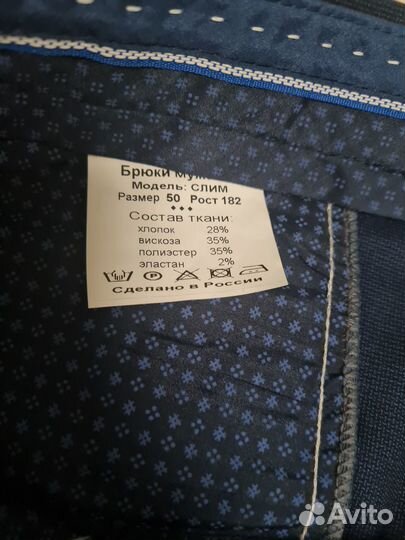 Брюки Муж
Модель: СЛИМ
Размер 50 Рост 182
Состав ткани:
хлопок 28%
вискоза 35%
полиэстер 35%
эластан 2%
Сделано в России
Avito